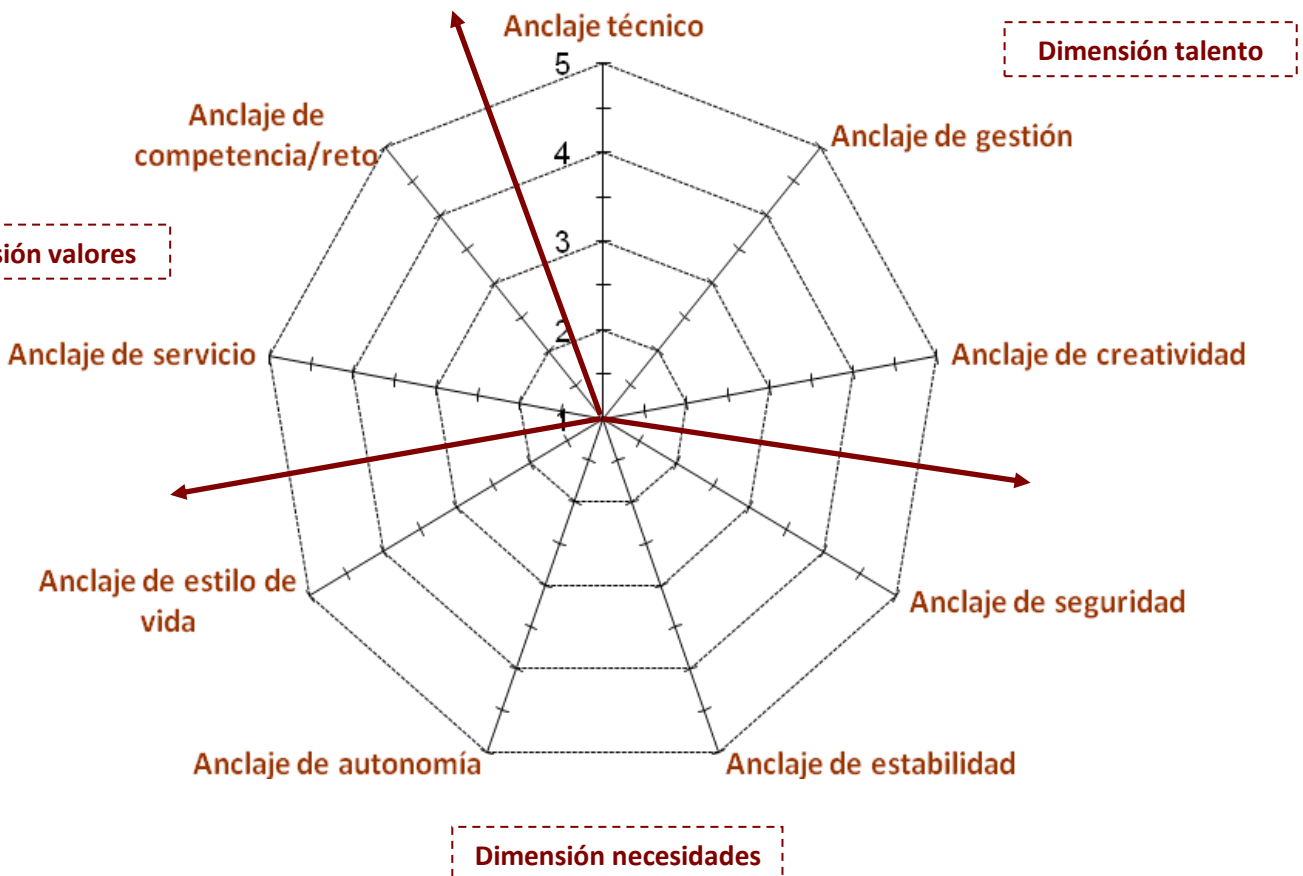 Anclaje técnico
Dimensión talento
5
Anclaje de
competencia/reto
4
Anclaje de gestión
sión valores
3
2
Anclaje de servicio
Anclaje de creatividad
1
Anclaje de estilo de
vida
Anclaje de seguridad
Anclaje de autonomía
Anclaje de estabilidad
Dimensión necesidades